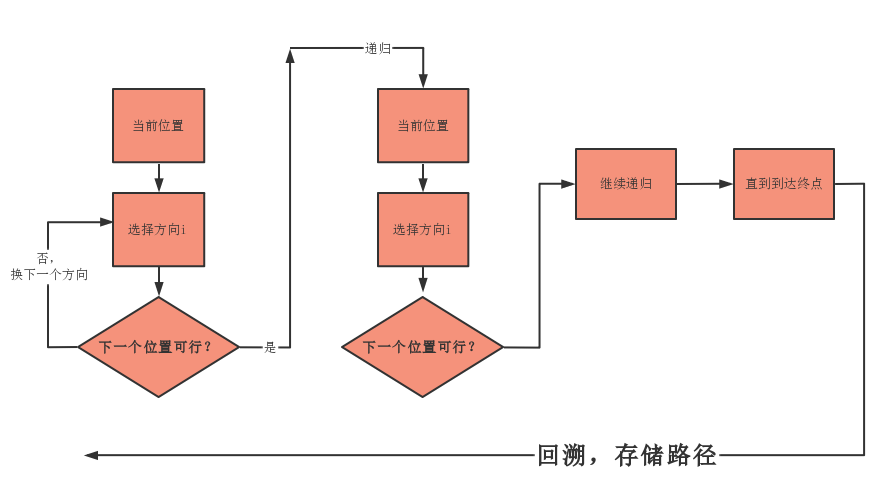 递归
当前位置
选择方向i
否，
换下一个方向
下一个位置可行？
是
当前位置
选择方向i
下一个位置可行？
继续递归
直到到达终点
回溯，存储路径